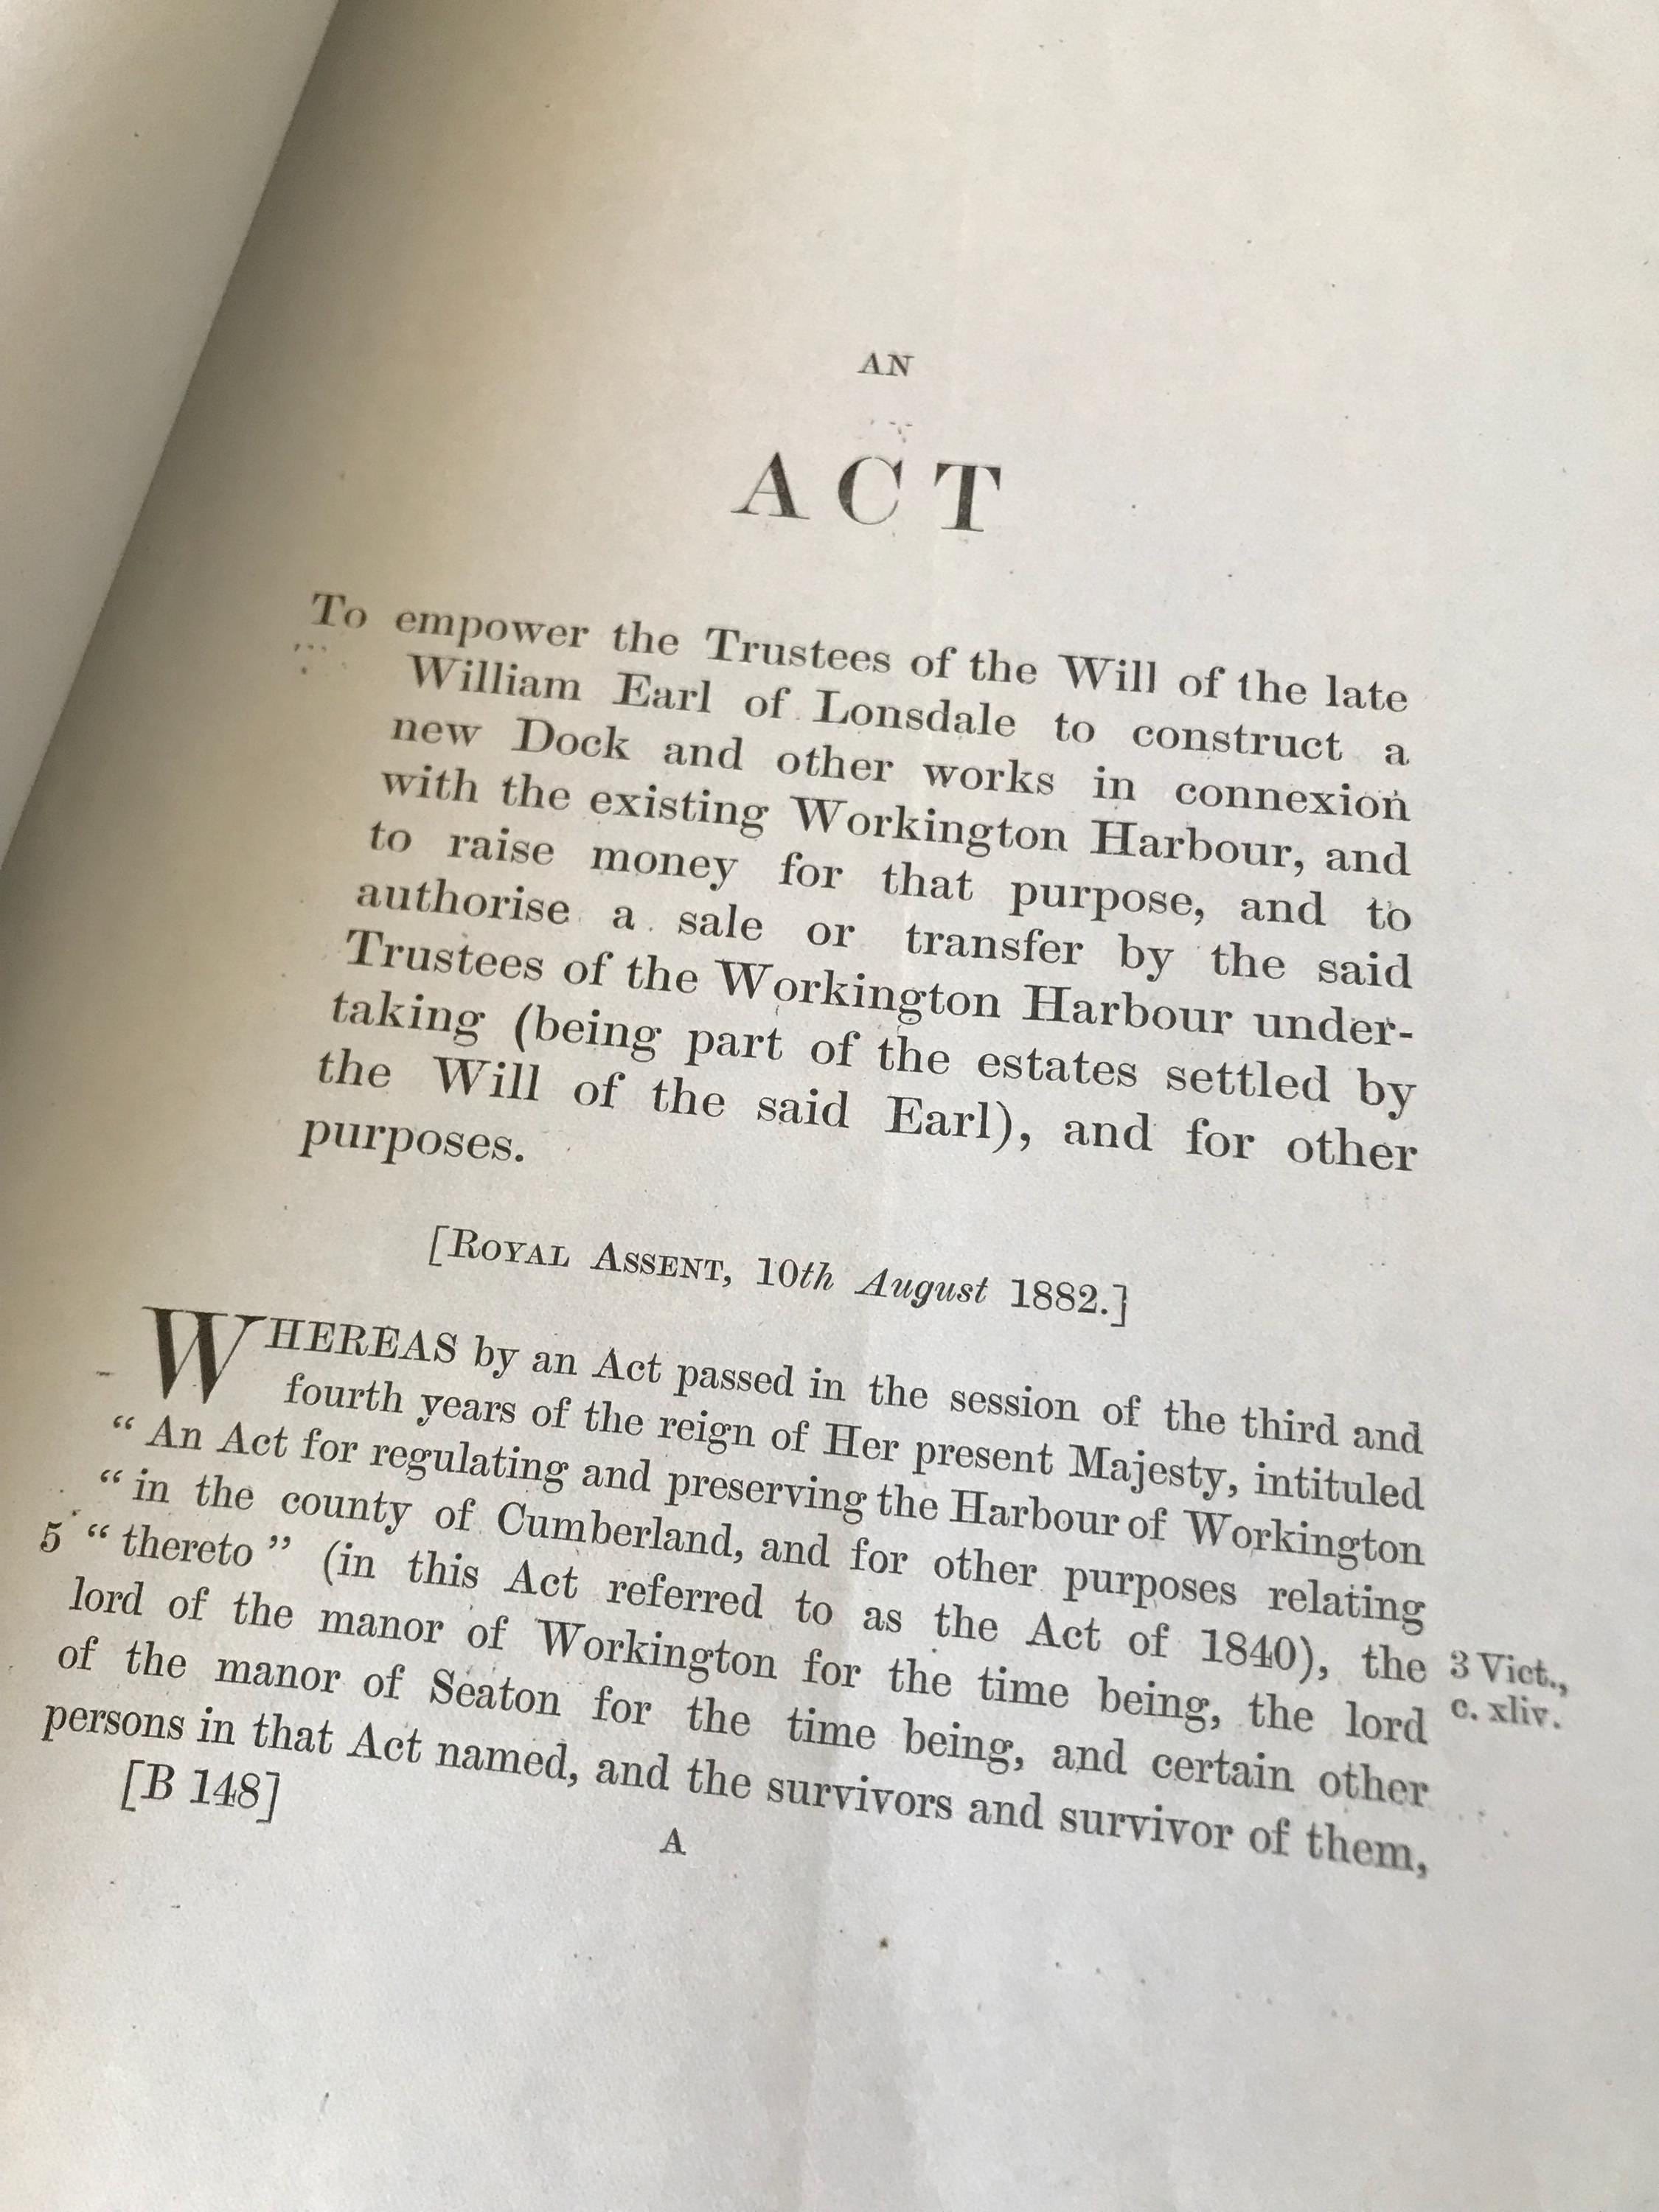 AN
ACT
To empower the Trustees of the Will of the late
William Earl of Lonsdale to construct a
new Dock and other works in connexion
with the existing Workington Harbour, and
to raise money for that purpose, and to
authorise a sale or transfer by the said
Trustees of the Workington Harbour under-
taking (being part of the estates settled by
the Will of the said Earl), and for other
purposes.
[ROYAL ASSENT, 10th August 1882.]
WHEREAS by an Act passed in the session of the third and
fourth years of the reign of Her present Majesty, intituled
“ An Act for regulating and preserving the Harbour of Workington
“ in the county of Cumberland, and for other purposes relating
5 “ thereto ” (in this Act referred to as the Act of 1840), the 3 Vict.,
lord of the manor of Workington for the time being, the lord c. xliv.
of the manor of Seaton for the time being, and certain other
persons in that Act named, and the survivors and survivor of them,
[B 148]
A